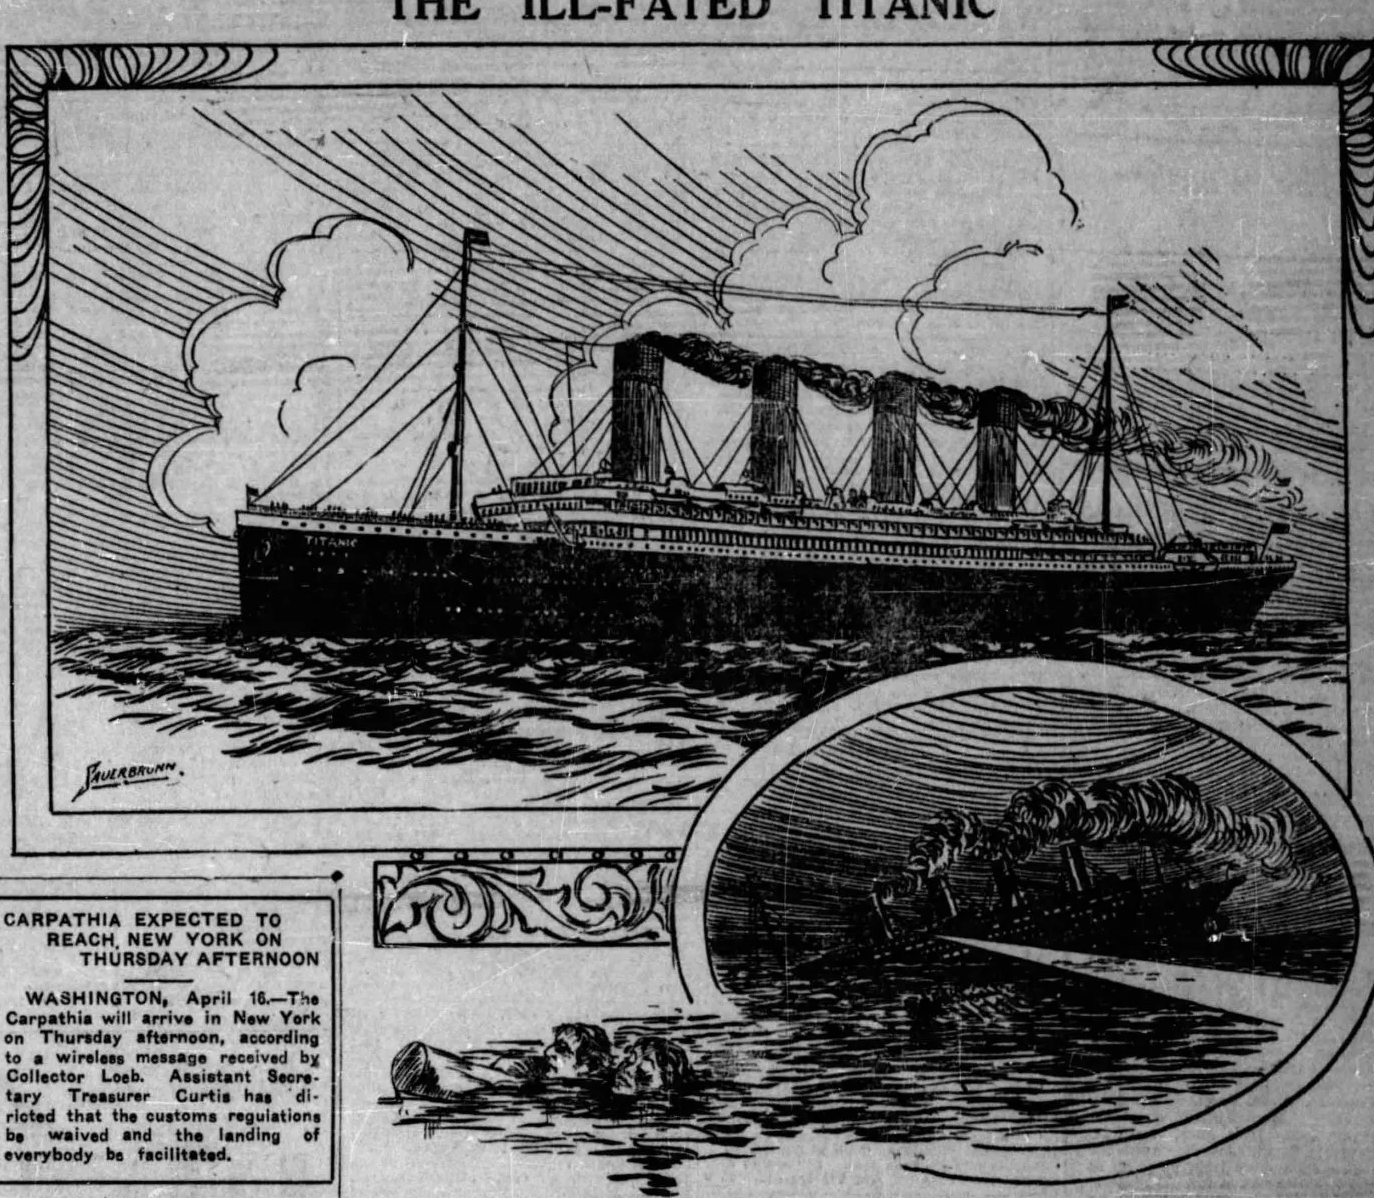 THE ILL-FATED TITANIC
TITANIC
SAUERBRUNN.
CARPATHIA EXPECTED TO
REACH NEW YORK ON
THURSDAY AFTERNOON
WASHINGTON, April 16.—The
Carpathia will arrive in New York
on Thursday afternoon, according
to a wireless message received by
Collector Loeb. Assistant Secre-
tary Treasurer Curtis has di-
ricted that the customs regulations
be waived and the landing of
everybody be facilitated.